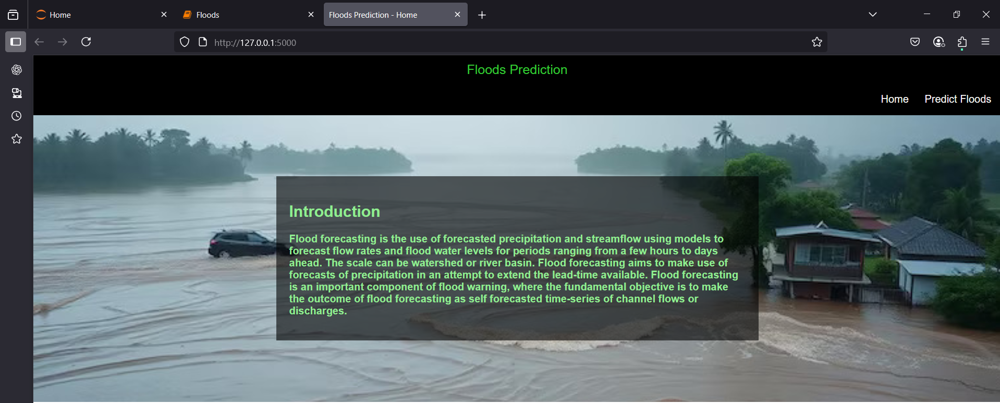 Home
Floods
Floods Prediction - Home
http://127.0.0.1:5000
Floods Prediction
Home Predict Floods
Introduction
Flood forecasting is the use of forecasted precipitation and streamflow using models to
forecast flow rates and flood water levels for periods ranging from a few hours to days
ahead. The scale can be watershed or river basin. Flood forecasting aims to make use of
forecasts of precipitation in an attempt to extend the lead-time available. Flood forecasting
is an important component of flood warning, where the fundamental objective is to make
the outcome of flood forecasting as self forecasted time-series of channel flows or
discharges.